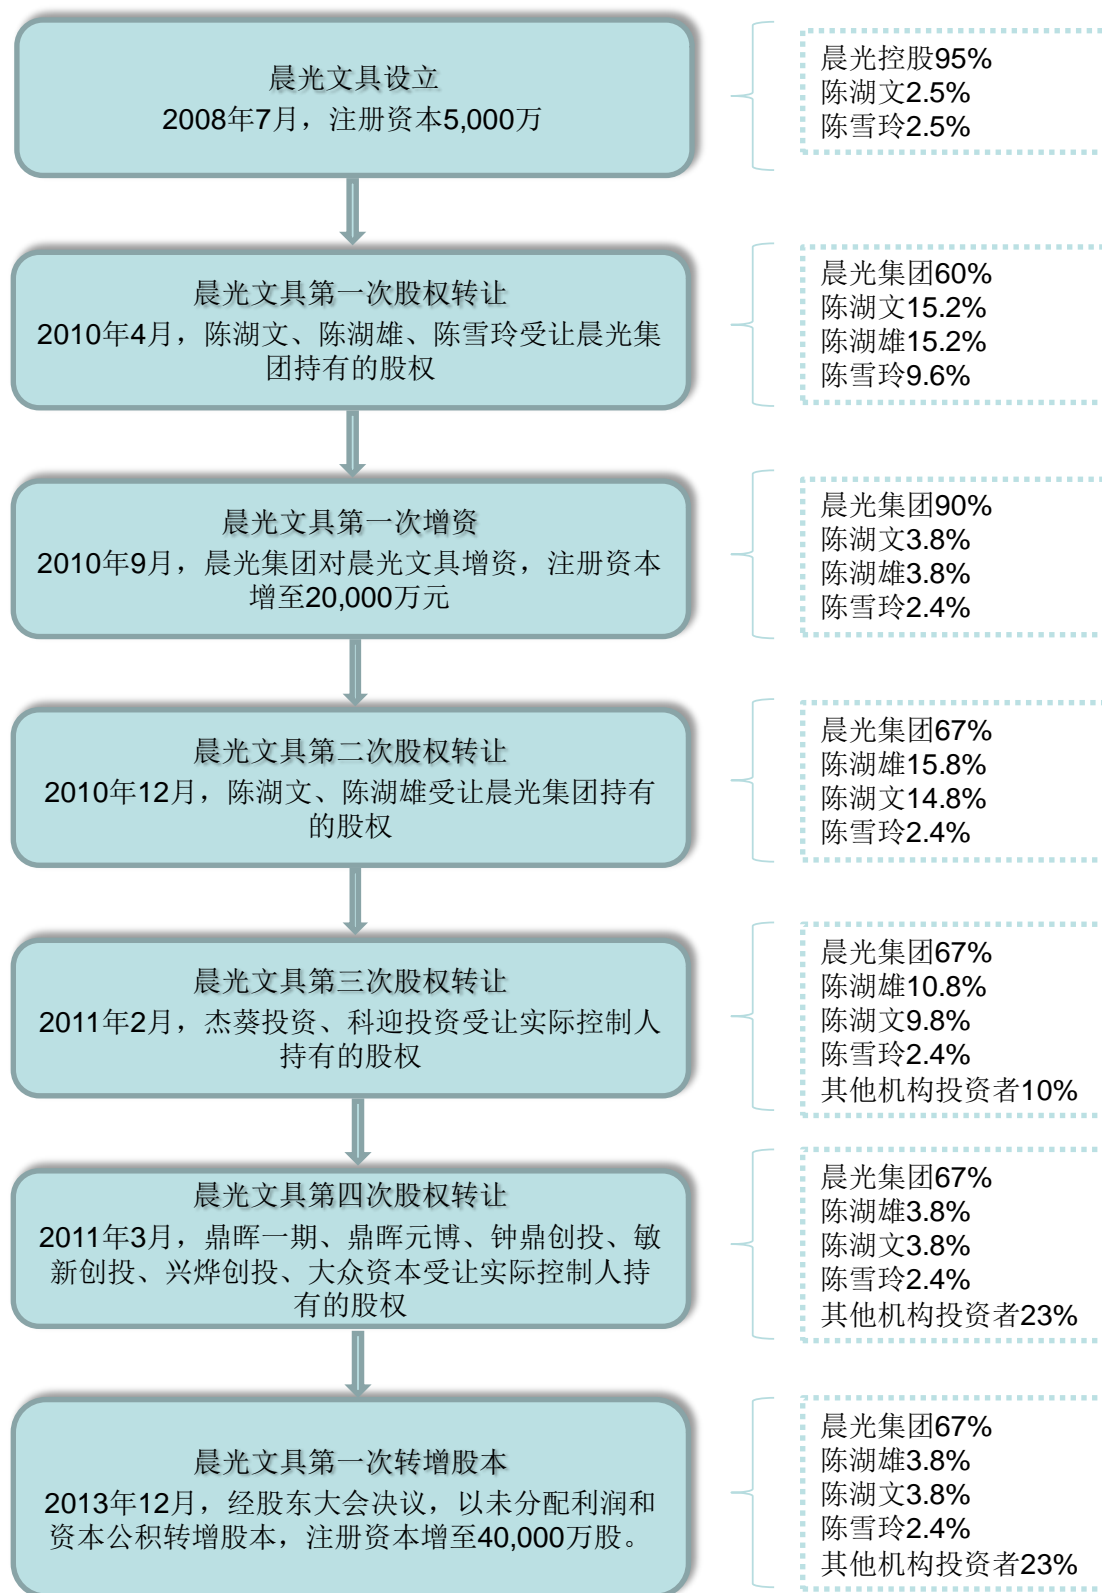 晨光文具设立
2008年7月，注册资本5,000万
晨光控股95%
陈湖文2.5%
陈雪玲2.5%
晨光文具第一次股权转让
2010年4月，陈湖文、陈湖雄、陈雪玲受让晨光集
团持有的股权
晨光集团60%
陈湖文15.2%
陈湖雄15.2%
陈雪玲9.6%
晨光文具第一次增资
2010年9月，晨光集团对晨光文具增资，注册资本
增至20,000万元
晨光集团90%
陈湖文3.8%
陈湖雄3.8%
陈雪玲2.4%
晨光文具第二次股权转让
2010年12月，陈湖文、陈湖雄受让晨光集团持有
的股权
晨光集团67%
陈湖雄15.8%
陈湖文14.8%
陈雪玲2.4%
晨光文具第三次股权转让
2011年2月，杰葵投资、科迎投资受让实际控制人
持有的股权
晨光集团67%
陈湖雄10.8%
陈湖文9.8%
陈雪玲2.4%
其他机构投资者10%
晨光文具第四次股权转让
2011年3月，鼎晖一期、鼎晖元博、钟鼎创投、敏
新创投、兴烨创投、大众资本受让实际控制人持
有的股权
晨光集团67%
陈湖雄3.8%
陈湖文3.8%
陈雪玲2.4%
其他机构投资者23%
晨光文具第一次转增股本
2013年12月，经股东大会决议，以未分配利润和
资本公积转增股本，注册资本增至40,000万股。
晨光集团67%
陈湖雄3.8%
陈湖文3.8%
陈雪玲2.4%
其他机构投资者23%